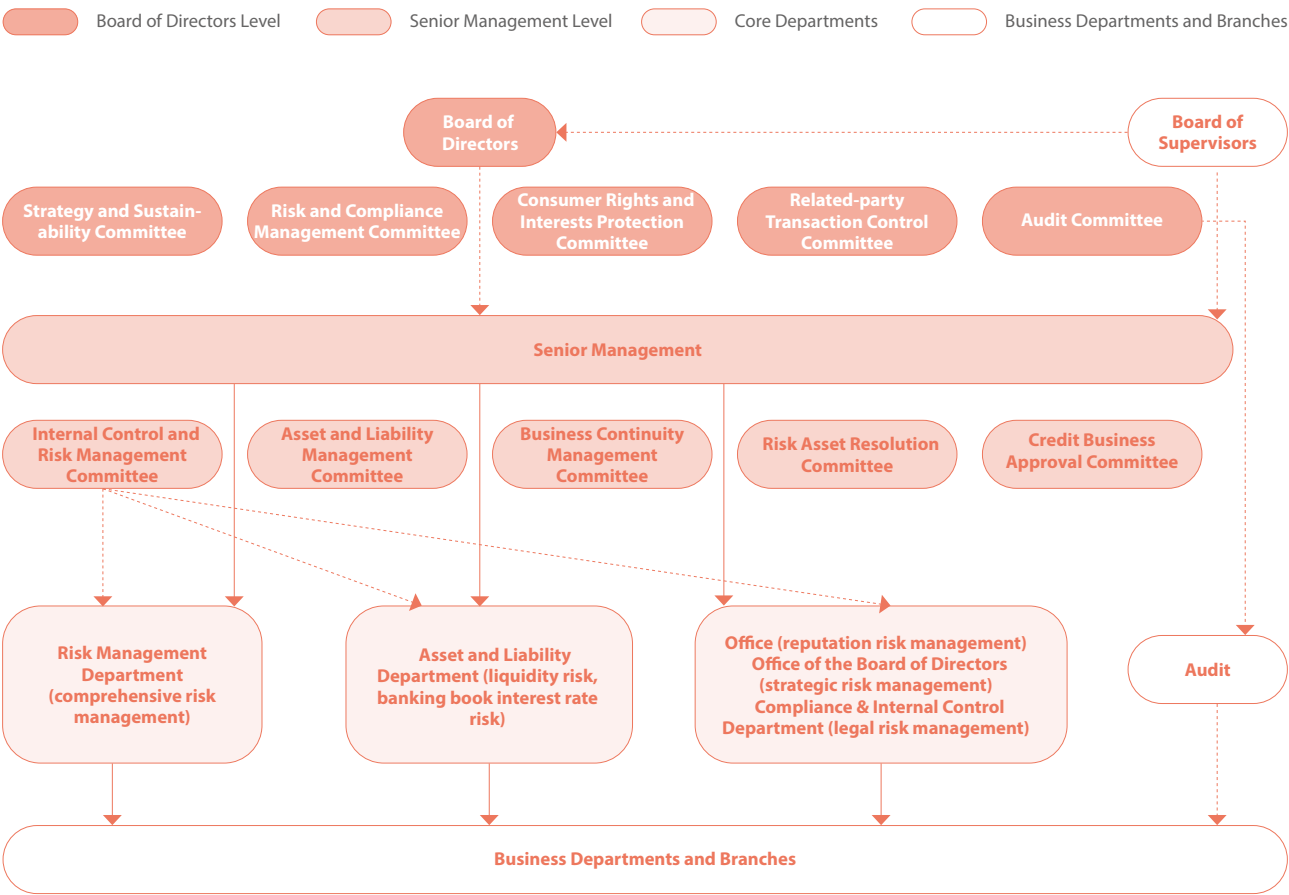 Board of Directors Level
Senior Management Level
Core Departments
Business Departments and Branches
Board of
Directors
Board of
Supervisors
Strategy and Sustain-
ability Committee
Risk and Compliance
Management Committee
Consumer Rights and
Interests Protection
Committee
Related-party
Transaction Control
Committee
Audit Committee
Senior Management
Internal Control and
Risk Management
Committee
Asset and Liability
Management
Committee
Business Continuity
Management
Committee
Risk Asset Resolution
Committee
Credit Business
Approval Committee
Risk Management
Department
(comprehensive risk
management)
Asset and Liability
Department (liquidity risk,
banking book interest rate
risk)
Office (reputation risk management)
Office of the Board of Directors
(strategic risk management)
Compliance & Internal Control
Department (legal risk management)
Audit
Business Departments and Branches